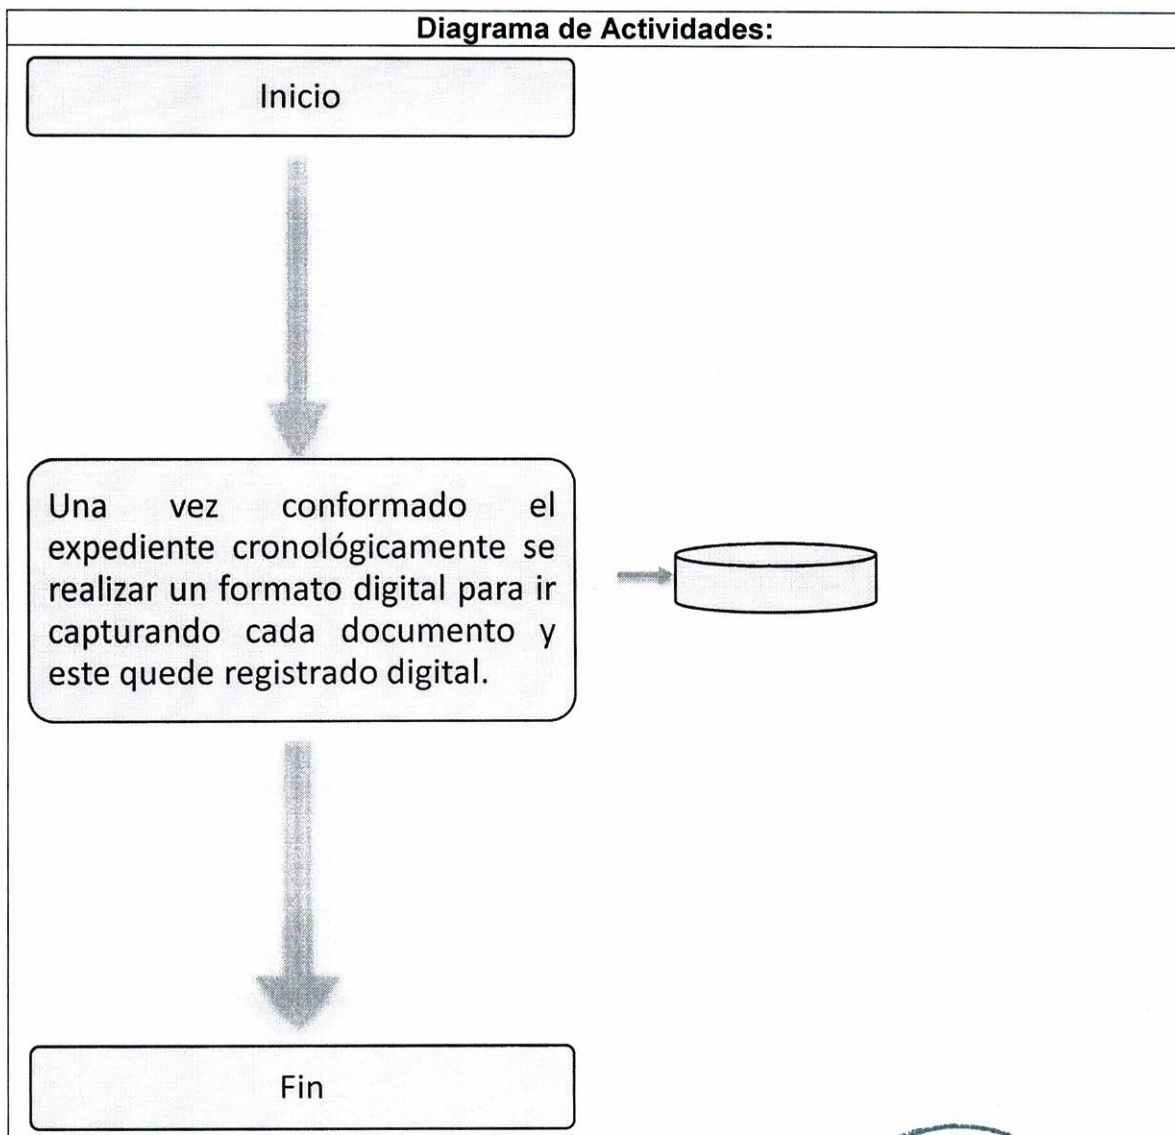 Diagrama de Actividades:
Inicio
Una vez conformado el
expediente cronológicamente se
realizar un formato digital para ir
capturando cada documento y
este quede registrado digital.
Fin